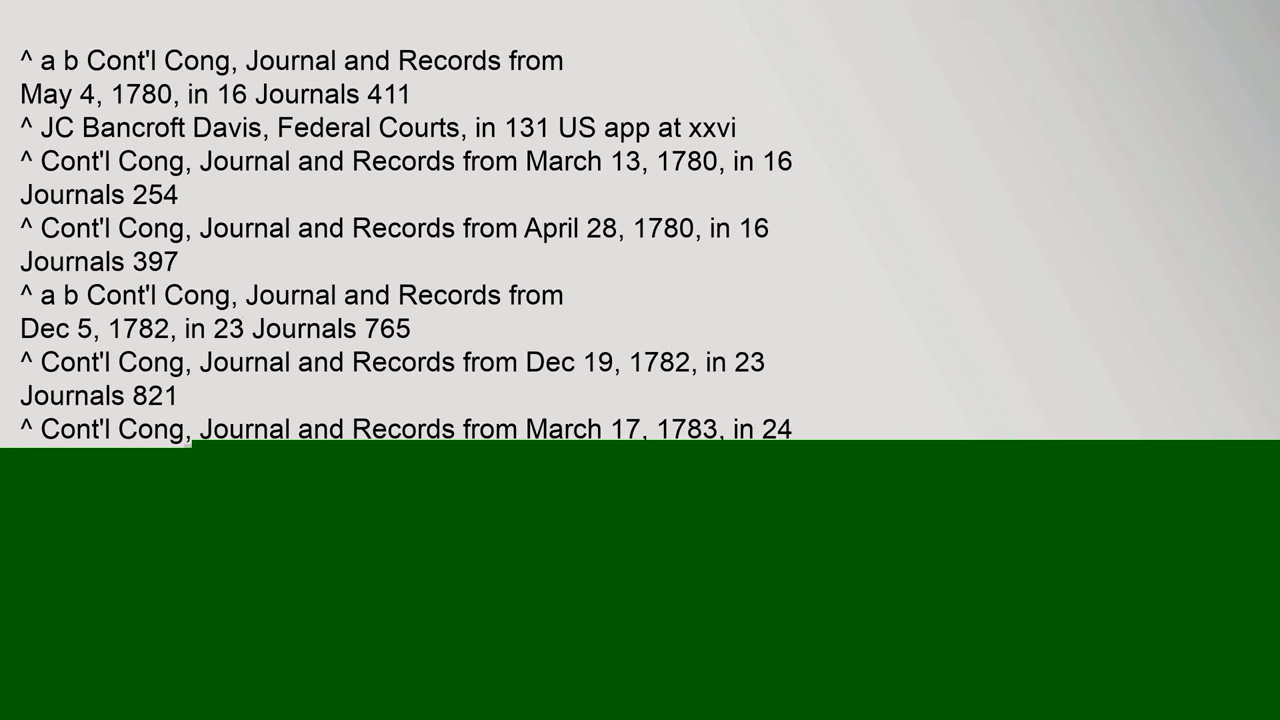 ^ a b Cont'l Cong, Journal and Records from
May 4, 1780, in 16 Journals 411
^ JC Bancroft Davis, Federal Courts, in 131 US app at xxvi
^ Cont'l Cong, Journal and Records from March 13, 1780, in 16
Journals 254
^ Cont'l Cong, Journal and Records from April 28, 1780, in 16
Journals 397
^ a b Cont'l Cong, Journal and Records from
Dec 5, 1782, in 23 Journals 765
^ Cont'l Cong, Journal and Records from Dec 19, 1782, in 23
Journals 821
^ Cont'l Cong, Journal and Records from March 17, 1783, in 24